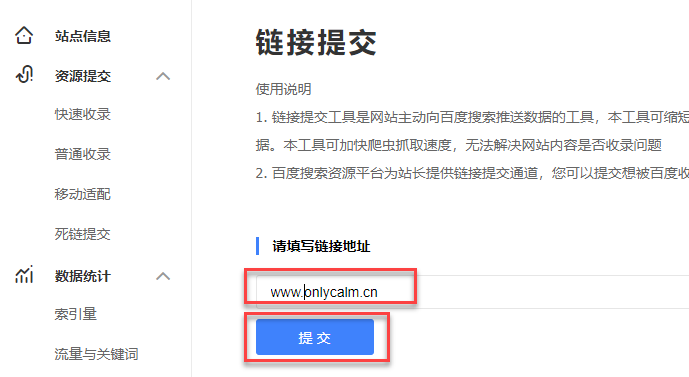 站点信息
资源提交
快速收录
普通收录
移动适配
死链提交
数据统计
索引量
流量与关键词
链接提交
使用说明
1. 链接提交工具是网站主动向百度搜索推送数据的工具，本工具可缩短
据。本工具可加快爬虫抓取速度，无法解决网站内容是否收录问题
2. 百度搜索资源平台为站长提供链接提交通道，您可以提交想被百度收
请填写链接地址
www.onlycalm.cn
提交